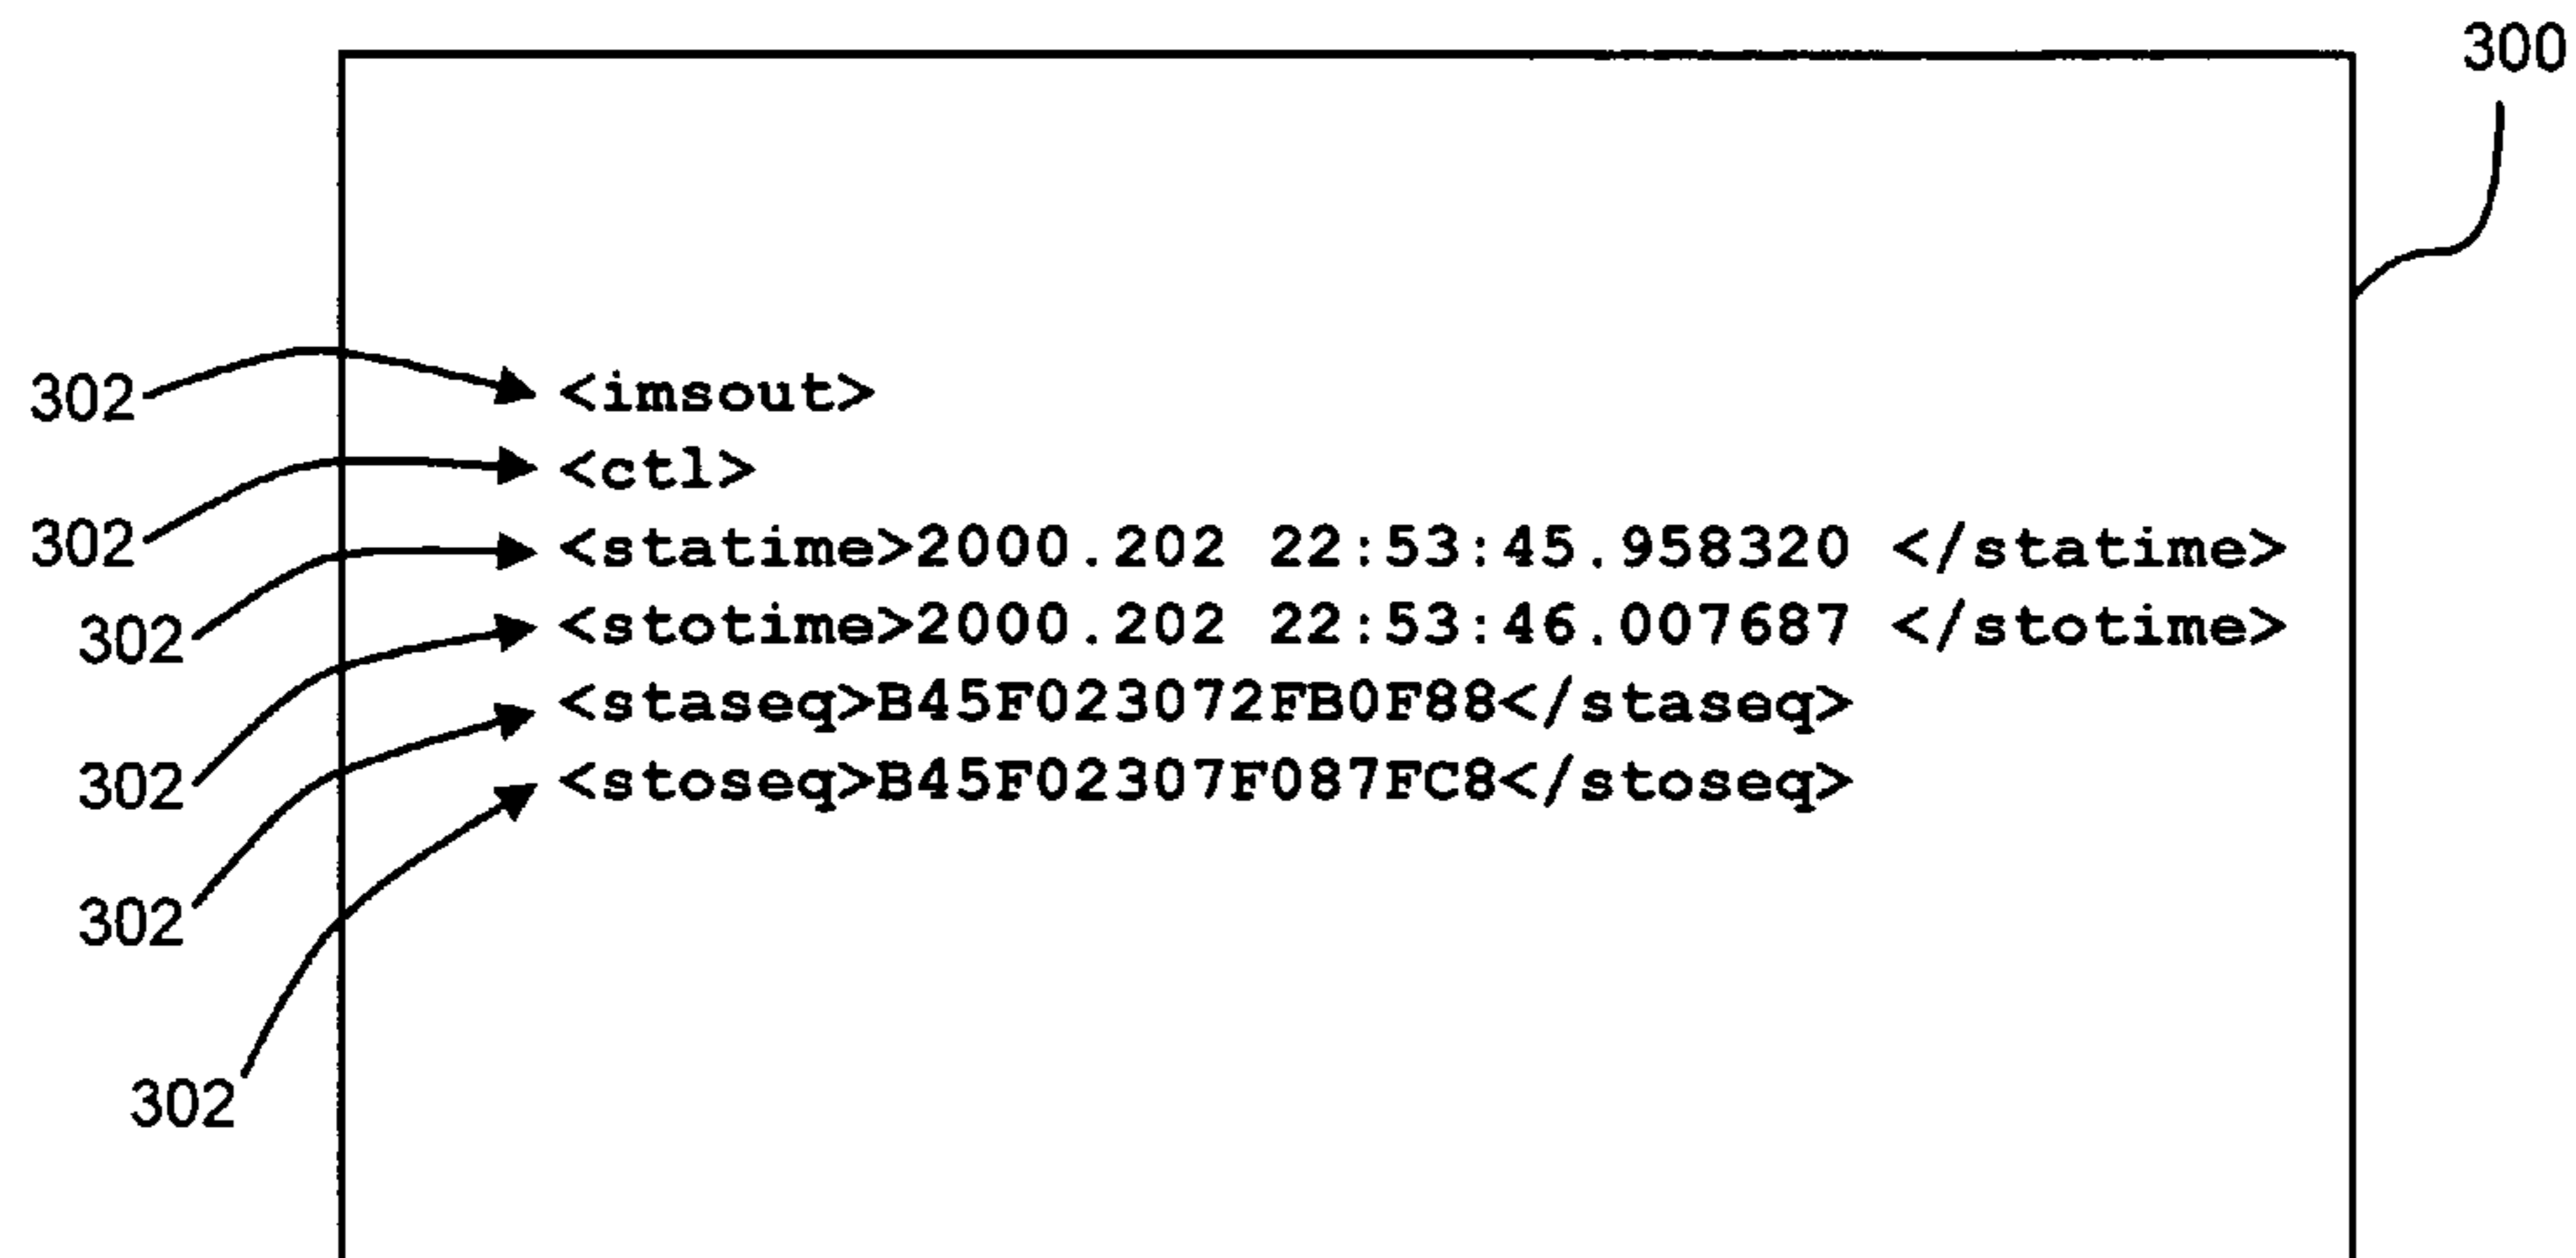 300
302 <imsout>
302 <ctl>
302 <statime>2000.202 22:53:45.958320 </statime>
302 <stotime>2000.202 22:53:46.007687 </stotime>
302 <staseq>B45F023072FB0F88</staseq>
302 <stoseq>B45F02307F087FC8</stoseq>